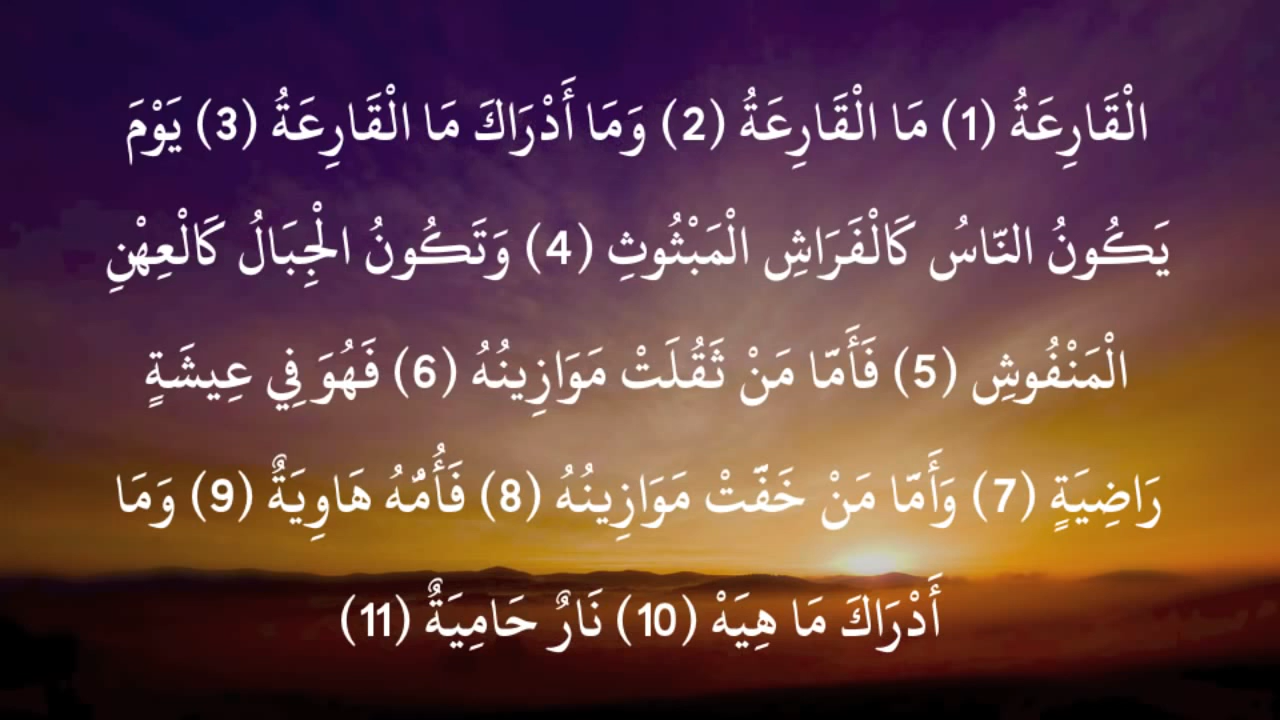 الْقَارِعَةُ (1) مَا الْقَارِعَةُ (2) وَمَا أَدْرَاكَ مَا الْقَارِعَةُ (3) يَوْمَ
يَكُونُ النَّاسُ كَالْفَرَاشِ الْمَبْثُوثِ (4) وَتَكُونُ الْجِبَالُ كَالْعِهْنِ
الْمَنْفُوشِ (5) فَأَمَّا مَنْ ثَقُلَتْ مَوَازِينُهُ (6) فَهُوَ فِي عِيشَةٍ
رَاضِيَةٍ (7) وَأَمَّا مَنْ خَفَّتْ مَوَازِينُهُ (8) فَأُمُّهُ هَاوِيَةٌ (9) وَمَا
أَدْرَاكَ مَا هِيَهْ (10) نَارٌ حَامِيَةٌ (11)